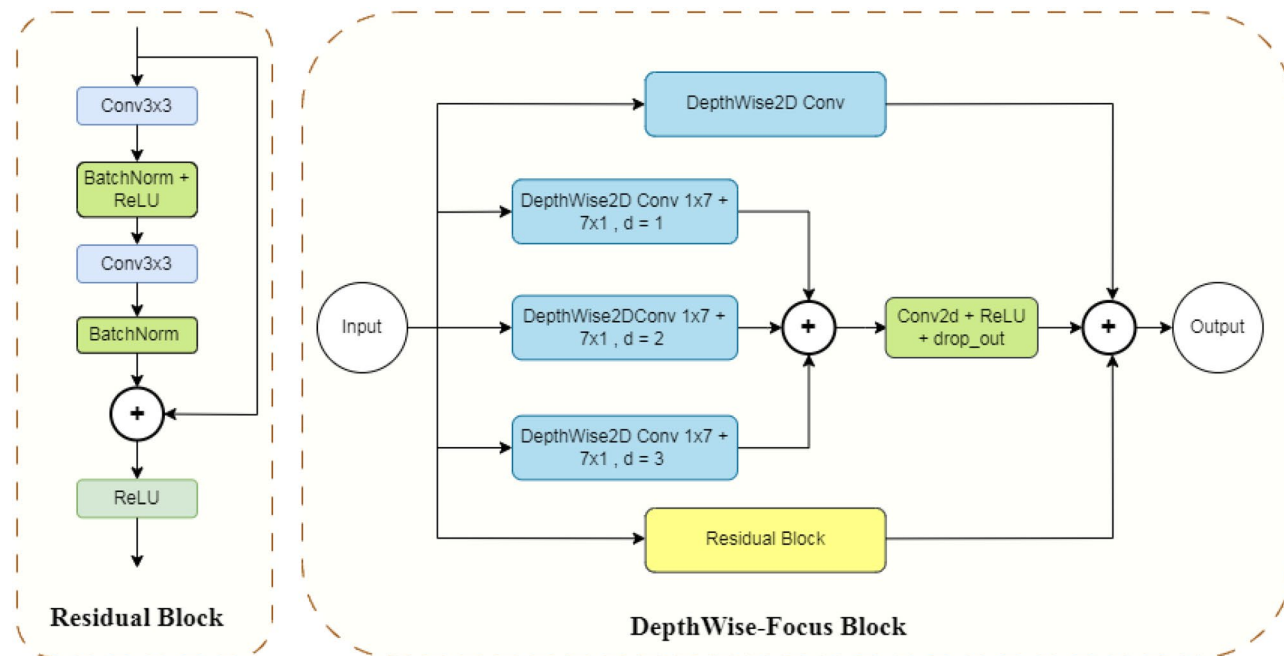 Conv3x3
BatchNorm +
ReLU
Conv3x3
BatchNorm
+
ReLU
Residual Block
DepthWise2D Conv
DepthWise2D Conv 1x7 +
7x1 , d = 1
Input
DepthWise2DConv 1x7 +
7x1, d = 2
+
Conv2d + ReLU
+ drop_out
+
Output
DepthWise2D Conv 1x7 +
7x1 , d = 3
Residual Block
DepthWise-Focus Block